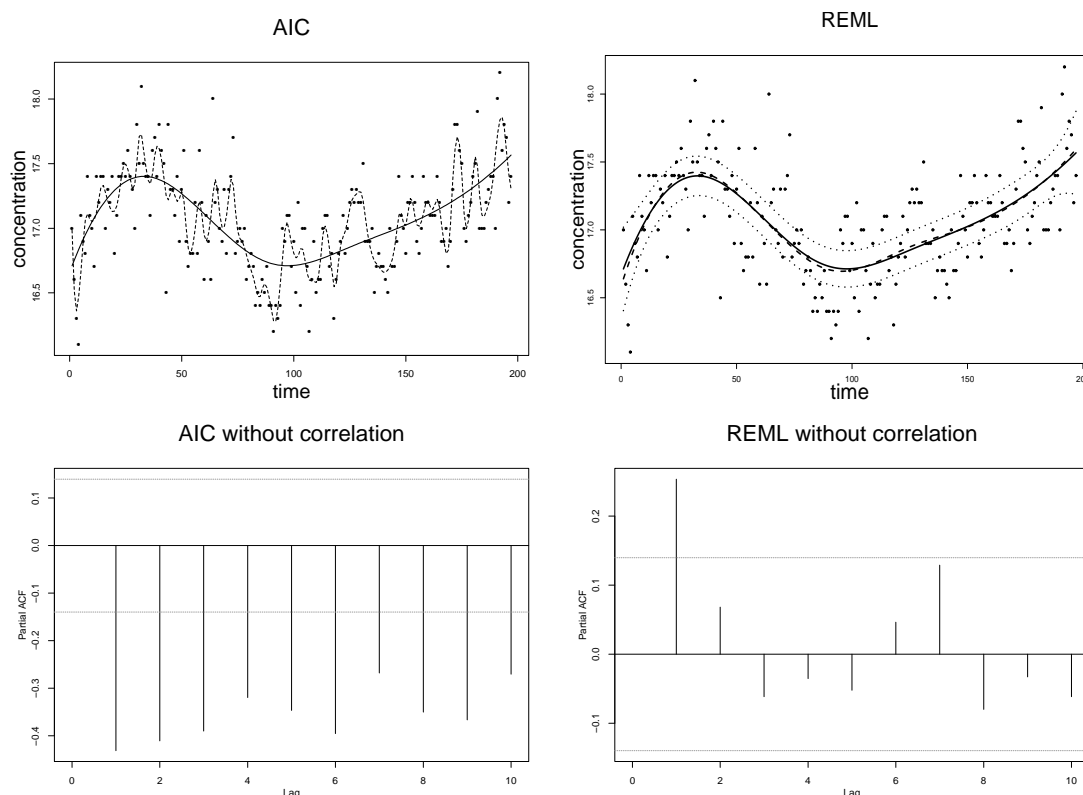 AIC
REML
concentration
16.5 17.0 17.5 18.0
0 50 100 150 200
time
concentration
16.5 17.0 17.5 18.0
0 50 100 150 200
time
AIC without correlation
REML without correlation
Partial ACF
−0.4 −0.3 −0.2 −0.1 0.0 0.1
0 2 4 6 8 10
Lag
Partial ACF
−0.1 0.0 0.1 0.2
0 2 4 6 8 10
Lag